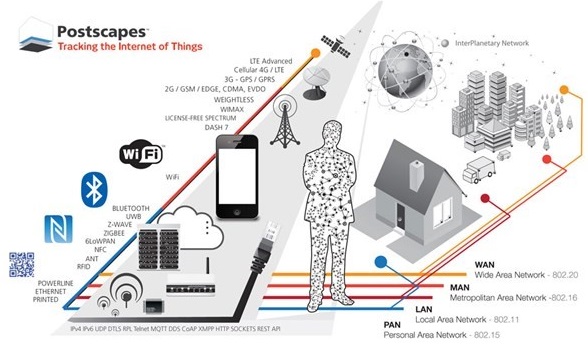 Postscapes™
Tracking the Internet of Things
InterPlanetary Network
LTE Advanced
Cellular 4G / LTE
3G - GPS / GPRS
2G / GSM / EDGE, CDMA, EVDO
WEIGHTLESS
WIMAX
LICENSE-FREE SPECTRUM
DASH 7
WiFi
WiFi
BLUETOOTH
UWB
Z-WAVE
ZIGBEE
6LoWPAN
NFC
ANT
RFID
POWERLINE
ETHERNET
PRINTED
IPv4 IPv6 UDP DTLS RPL Telnet MQTT DDS CoAP XMPP HTTP SOCKETS REST API
WAN
Wide Area Network - 802.20
MAN
Metropolitan Area Network -802.16
LAN
Local Area Network - 802.11
PAN
Personal Area Network - 802.15